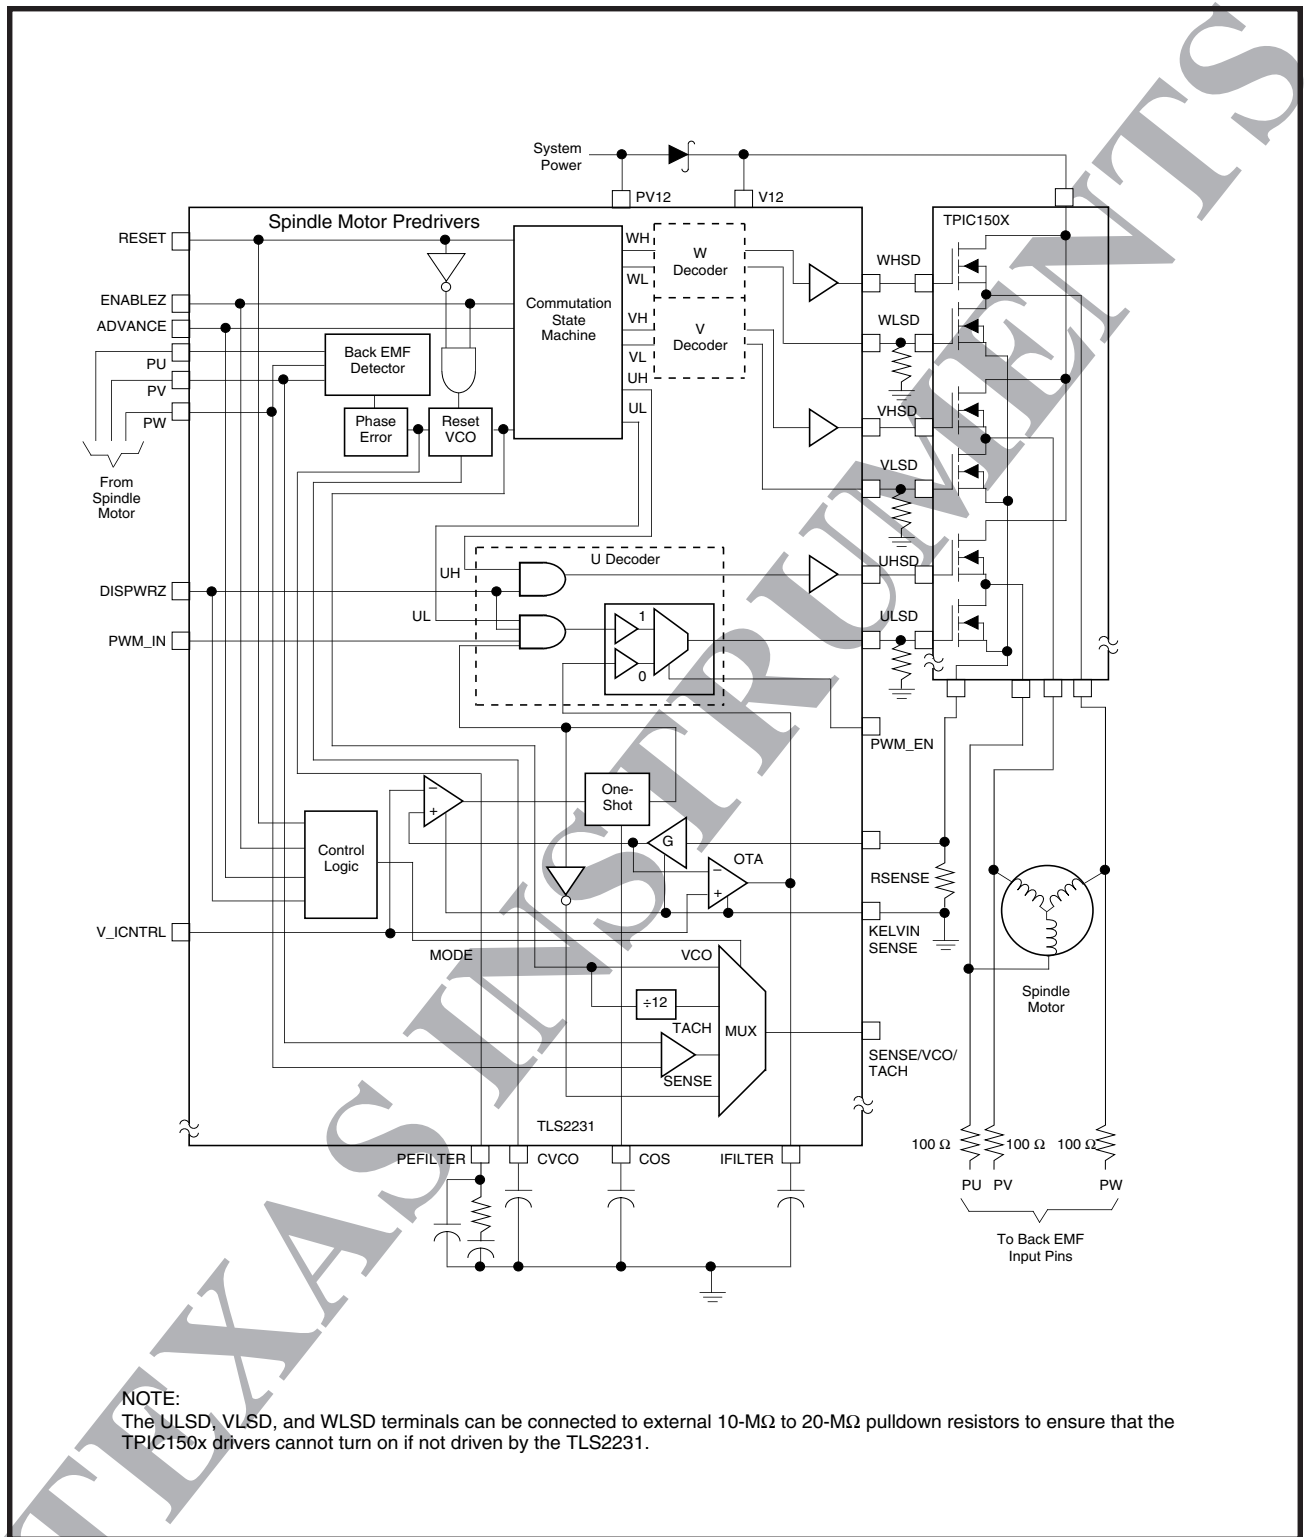 System
Power
PV12
V12
Spindle Motor Predrivers
TPIC150X
RESET
ENABLEZ
ADVANCE
PU
PV
PW
From
Spindle
Motor
Back EMF
Detector
Phase
Error
Reset
VCO
Commutation
State
Machine
WH
WL
VH
VL
UH
UL
W
Decoder
V
Decoder
WHSD
WLSD
VHSD
VLSD
UHSD
ULSD
DISPWRZ
PWM_IN
UH
UL
U Decoder
1
0
PWM_EN
One-
Shot
−
+
G
OTA
−
+
Control
Logic
V_ICNTRL
RSENSE
KELVIN
SENSE
MODE
VCO
÷12
TACH
SENSE
MUX
SENSE/VCO/
TACH
Spindle
Motor
TLS2231
PEFILTER
CVCO
COS
IFILTER
100 Ω
100 Ω
100 Ω
PU
PV
PW
To Back EMF
Input Pins
NOTE:
The ULSD, VLSD, and WLSD terminals can be connected to external 10-MΩ to 20-MΩ pulldown resistors to ensure that the
TPIC150x drivers cannot turn on if not driven by the TLS2231.
TEXAS INSTRUMENTS